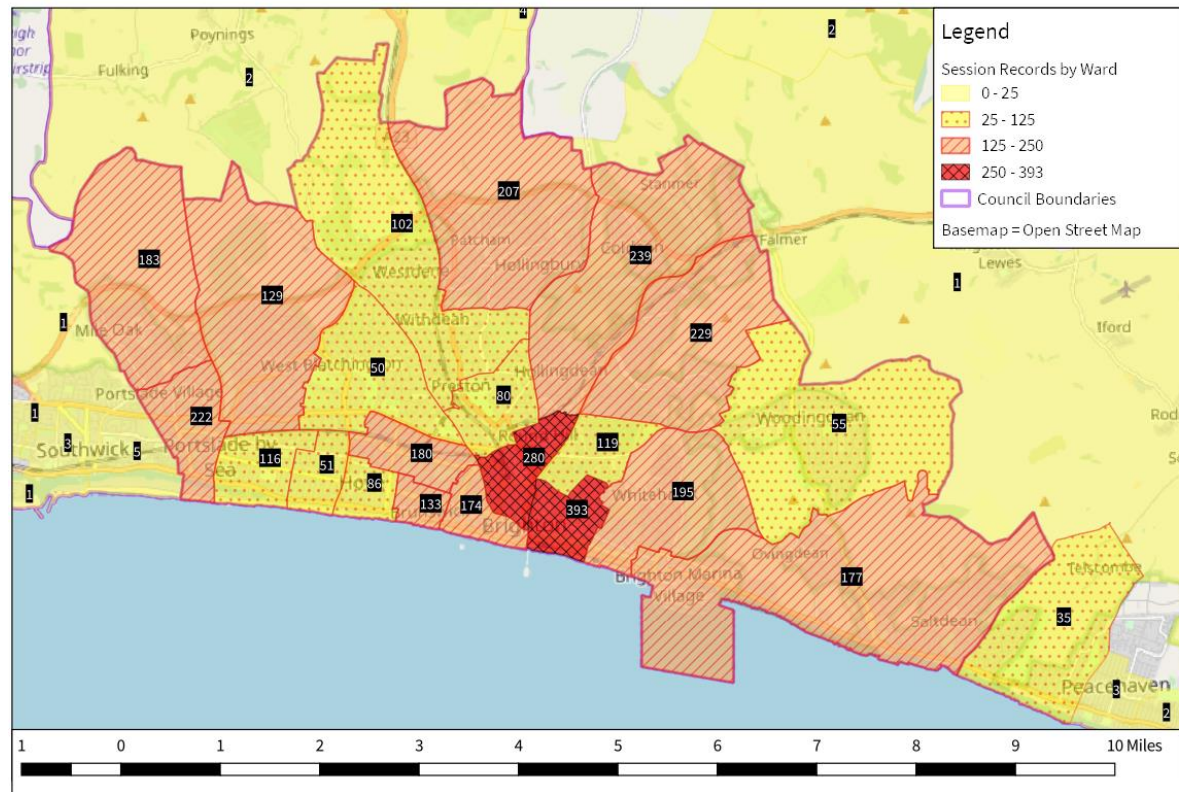 Legend
Session Records by Ward
0 - 25
25 - 125
125 - 250
250 - 393
Council Boundaries
Basemap = Open Street Map
4
2
Poynings
Fulking
2
A23
207
Stanmer
102
Patcham
Hollingbury
239
Falmer
183
Westdene
Lewes
129
1
Mile Oak
1
Withdean
229
Iford
West Blatchington
50
Hollingdean
Preston
80
Portslade Village
222
Woodingdean
55
1
3
Southwick
5
Portslade by
Sea
116
51
180
280
119
1
86
133
174
393
195
Brighton
Ovingdean
Brighton Marina
Village
177
Telscombe
35
Saltdean
Peacehaven
3
2
1 0 1 2 3 4 5 6 7 8 9 10 Miles